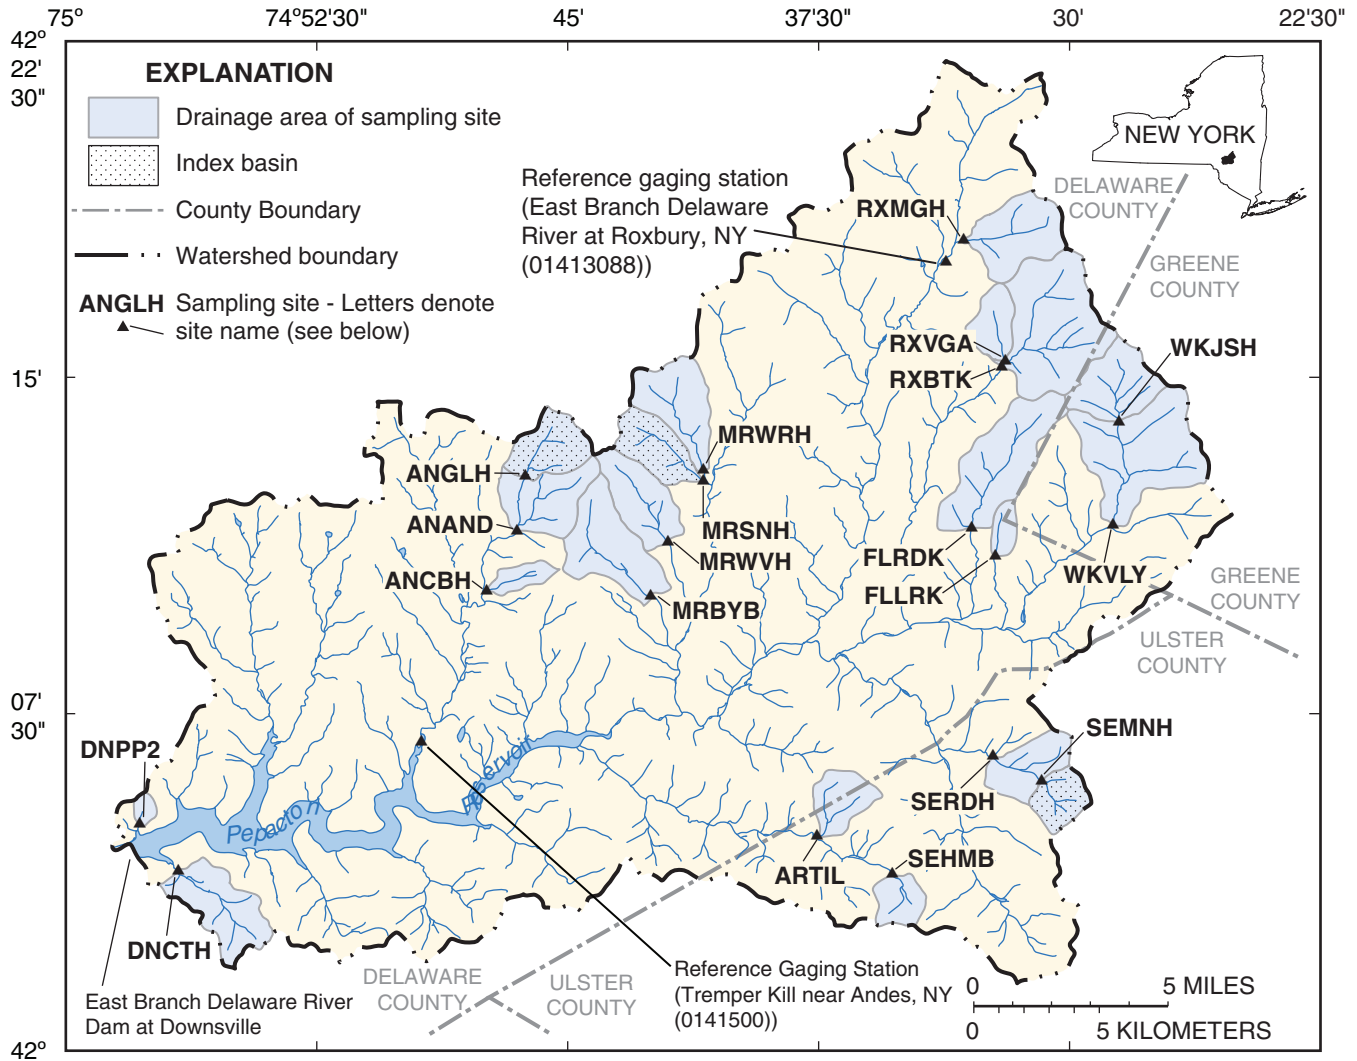 75°
74°52'30"
45'
37'30"
30'
22'30"
42°
22'
30"
EXPLANATION
Drainage area of sampling site
Index basin
County Boundary
Watershed boundary
ANGLH
Sampling site - Letters denote
site name (see below)
Reference gaging station
(East Branch Delaware
River at Roxbury, NY
(01413088))
NEW YORK
DELAWARE
COUNTY
GREENE
COUNTY
RXMGH
RXVGA
RXBTK
WKJSH
15'
MRWRH
ANGLH
ANAND
MRSNH
MRWVH
FLRDK
FLLRK
WKVLY
ANCBH
MRBYB
GREENE
COUNTY
ULSTER
COUNTY
07'
30"
DNPP2
SEMNH
Reservoir
Pepacton
SERDH
ARTIL
SEHMB
DNCTH
DELAWARE
COUNTY
ULSTER
COUNTY
Reference Gaging Station
(Tremper Kill near Andes, NY
(0141500))
East Branch Delaware River
Dam at Downsville
0 5 MILES
0 5 KILOMETERS
42°